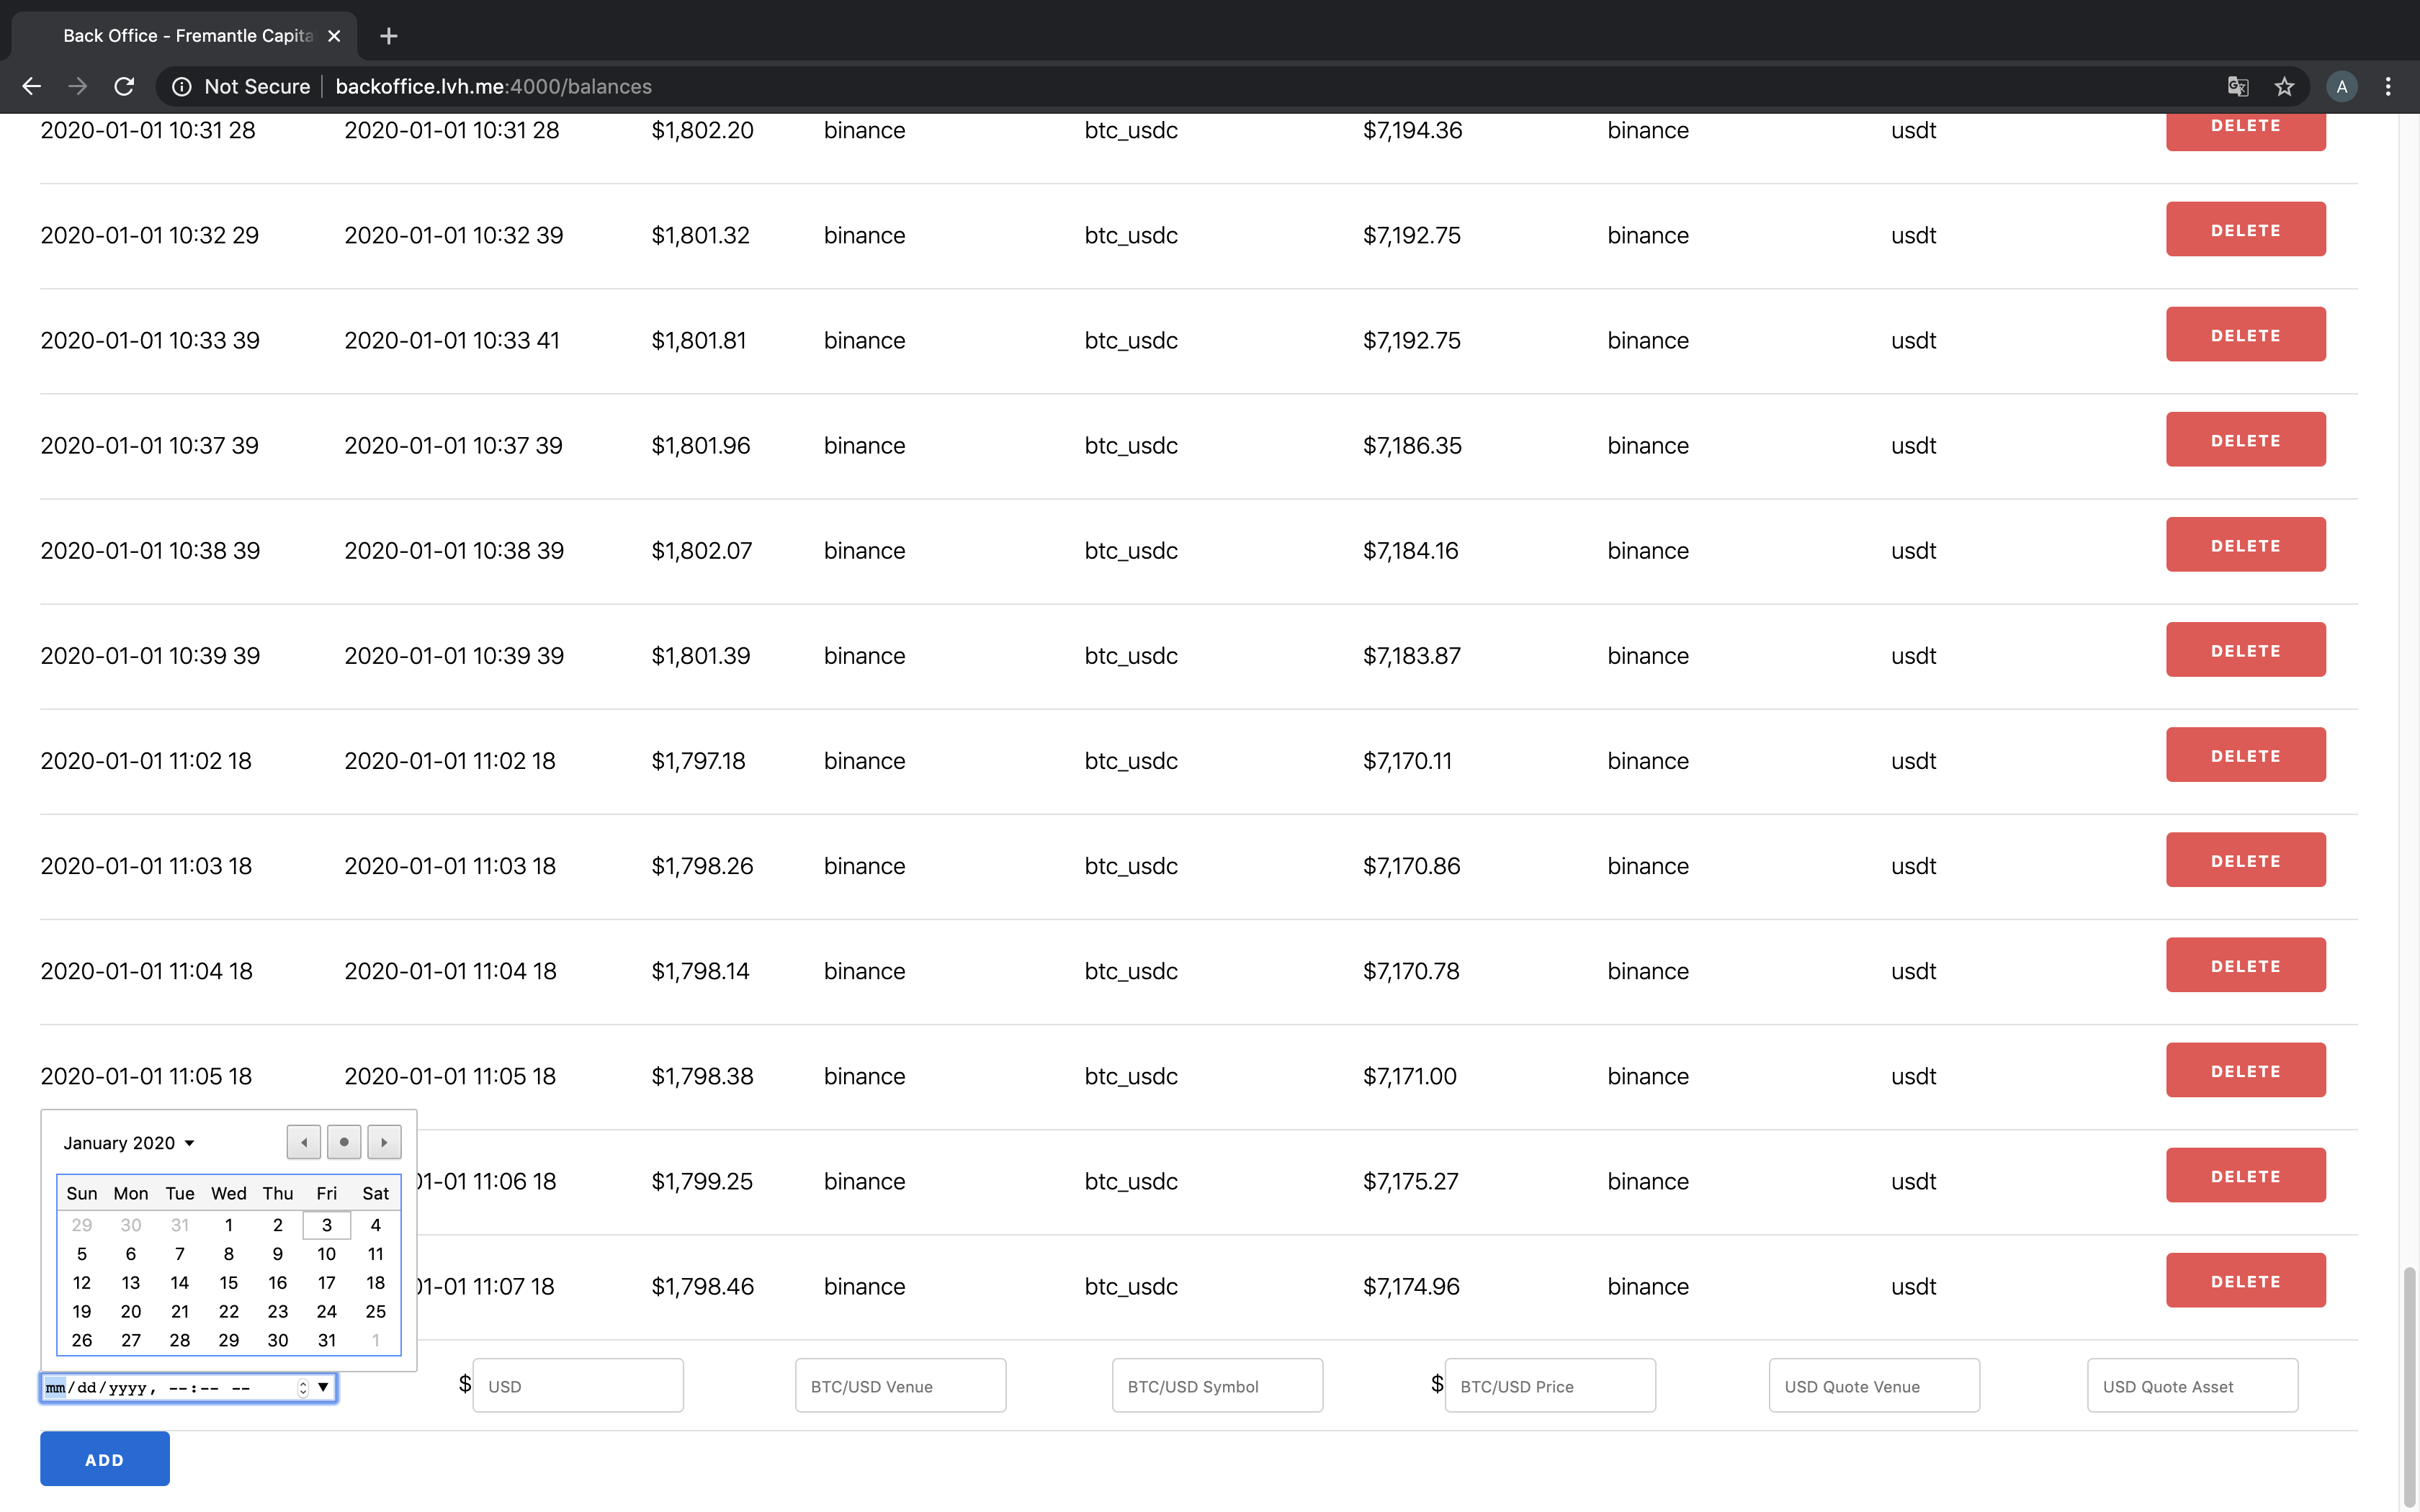 Back Office - Fremantle Capita
Not Secure backoffice.lvh.me:4000/balances A
2020-01-01 10:31 28 2020-01-01 10:31 28 $1,802.20 binance btc_usdc $7,194.36 binance usdt DELETE
2020-01-01 10:32 29 2020-01-01 10:32 39 $1,801.32 binance btc_usdc $7,192.75 binance usdt DELETE
2020-01-01 10:33 39 2020-01-01 10:33 41 $1,801.81 binance btc_usdc $7,192.75 binance usdt DELETE
2020-01-01 10:37 39 2020-01-01 10:37 39 $1,801.96 binance btc_usdc $7,186.35 binance usdt DELETE
2020-01-01 10:38 39 2020-01-01 10:38 39 $1,802.07 binance btc_usdc $7,184.16 binance usdt DELETE
2020-01-01 10:39 39 2020-01-01 10:39 39 $1,801.39 binance btc_usdc $7,183.87 binance usdt DELETE
2020-01-01 11:02 18 2020-01-01 11:02 18 $1,797.18 binance btc_usdc $7,170.11 binance usdt DELETE
2020-01-01 11:03 18 2020-01-01 11:03 18 $1,798.26 binance btc_usdc $7,170.86 binance usdt DELETE
2020-01-01 11:04 18 2020-01-01 11:04 18 $1,798.14 binance btc_usdc $7,170.78 binance usdt DELETE
2020-01-01 11:05 18 2020-01-01 11:05 18 $1,798.38 binance btc_usdc $7,171.00 binance usdt DELETE
01-01 11:06 18 $1,799.25 binance btc_usdc $7,175.27 binance usdt DELETE
01-01 11:07 18 $1,798.46 binance btc_usdc $7,174.96 binance usdt DELETE
January 2020
Sun Mon Tue Wed Thu Fri Sat
29 30 31 1 2 3 4
5 6 7 8 9 10 11
12 13 14 15 16 17 18
19 20 21 22 23 24 25
26 27 28 29 30 31 1
mm/dd/yyyy, --:-- -- $ USD BTC/USD Venue BTC/USD Symbol $ BTC/USD Price USD Quote Venue USD Quote Asset
ADD